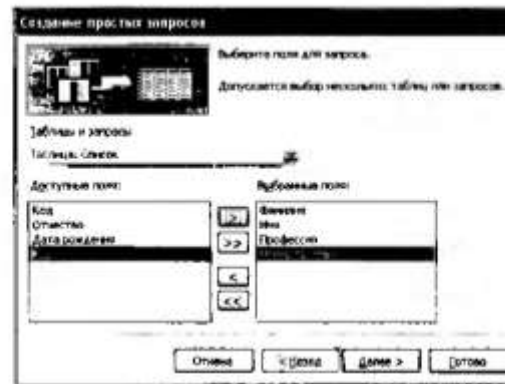 Создание простых запросов
Выберите поля для запроса.
Допускается выбор нескольких таблиц или запросов.
Таблицы и запросы
Таблица: Список
Доступные поля:
Выбранные поля:
Код
Отчество
Дата рождения
Фамилия
Имя
Профессия
>
>>
<
<<
Отмена
< Назад
Далее >
Готово